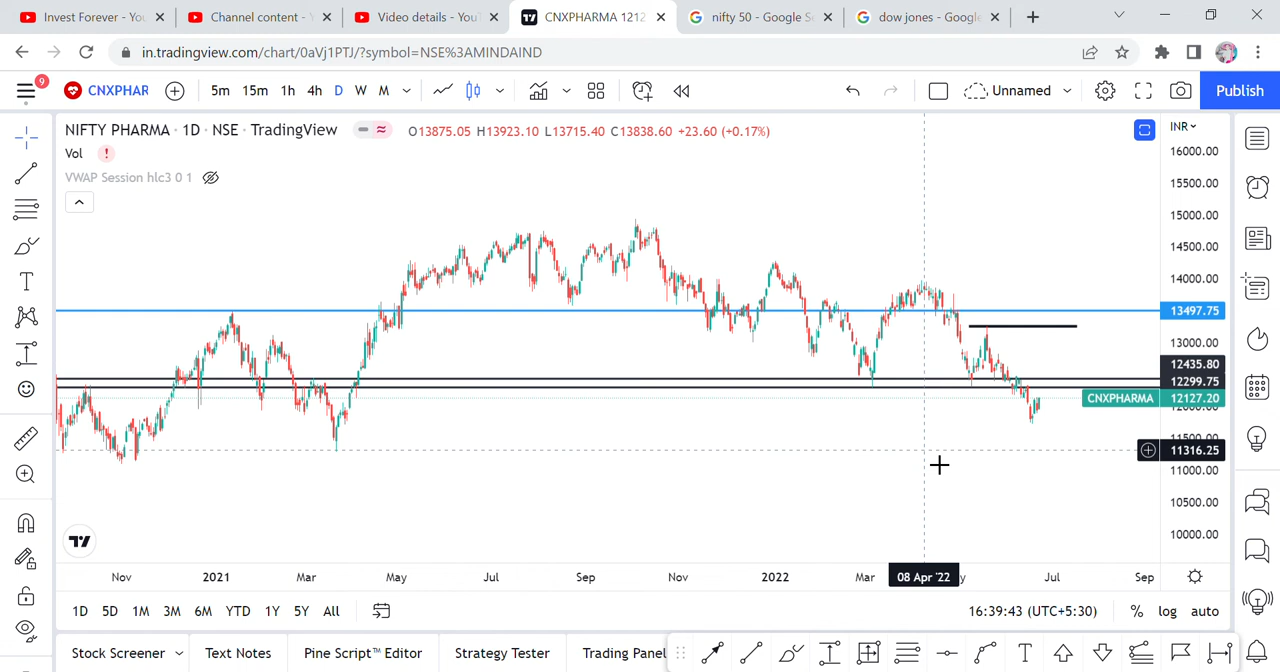 Invest Forever - You
Channel content -
Video details - You
CNXPHARMA 1212
nifty 50 - Google S
dow jones - Google
in.tradingview.com/chart/0aVj1PTJ/?symbol=NSE%3AMINDAIND
9
CNXPHAR
5m 15m 1h 4h D W M
Unnamed
Publish
NIFTY PHARMA · 1D · NSE · TradingView
O13875.05 H13923.10 L13715.40 C13838.60 +23.60 (+0.17%)
INR
Vol !
VWAP Session hlc3 0 1
16000.00
15500.00
15000.00
14500.00
14000.00
13497.75
13000.00
12435.80
12299.75
CNXPHARMA 12127.20
12000.00
11500.00
11316.25
11000.00
10500.00
10000.00
Nov 2021 Mar May Jul Sep Nov 2022 Mar 08 Apr '22 Jul Sep
1D 5D 1M 3M 6M YTD 1Y 5Y All
16:39:43 (UTC+5:30) % log auto
Stock Screener Text Notes Pine Script™ Editor Strategy Tester Trading Panel